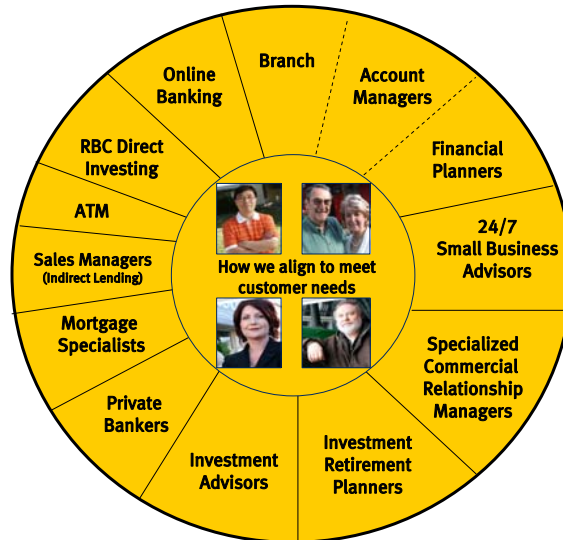 Branch
Account
Managers
Financial
Planners
24/7
Small Business
Advisors
Specialized
Commercial
Relationship
Managers
Investment
Retirement
Planners
Investment
Advisors
Private
Bankers
Mortgage
Specialists
Sales Managers
(Indirect Lending)
ATM
RBC Direct
Investing
Online
Banking
How we align to meet
customer needs